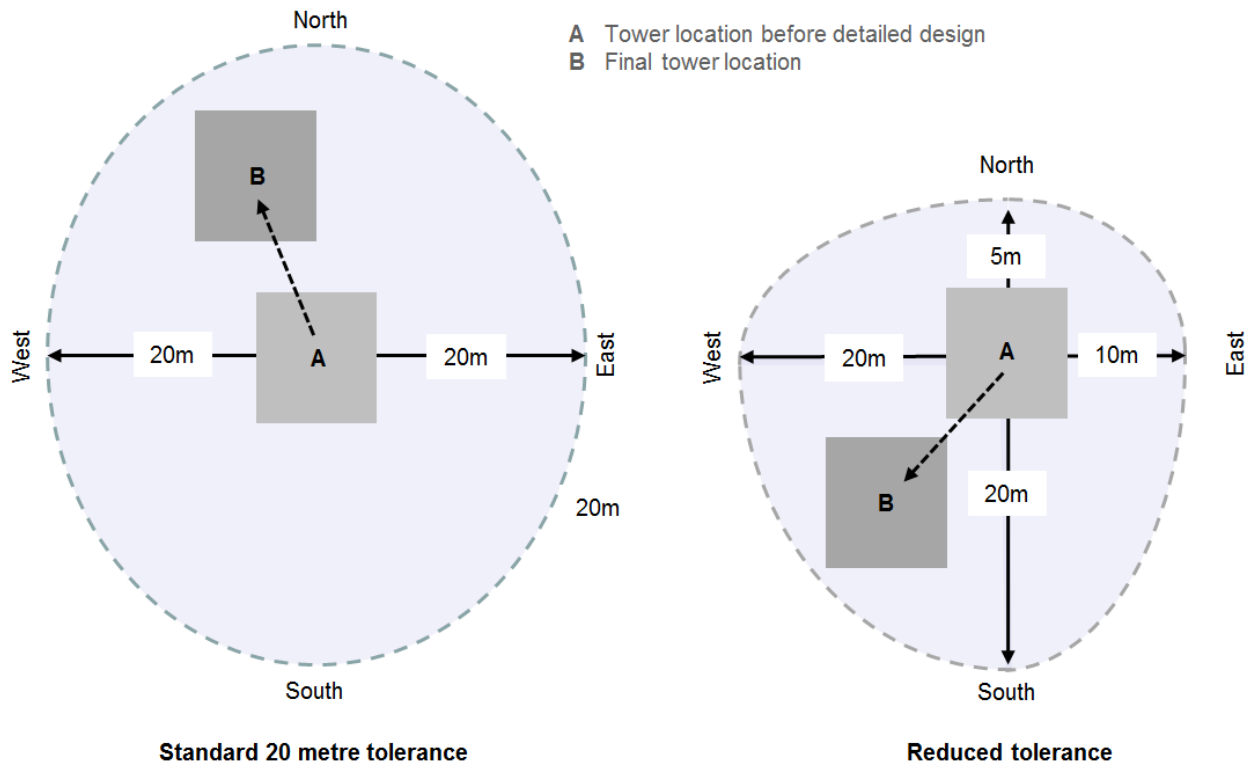 North
A Tower location before detailed design
B Final tower location
B
West
20m
A
20m
East
20m
South
Standard 20 metre tolerance
North
5m
West
20m
A
10m
East
B
20m
South
Reduced tolerance